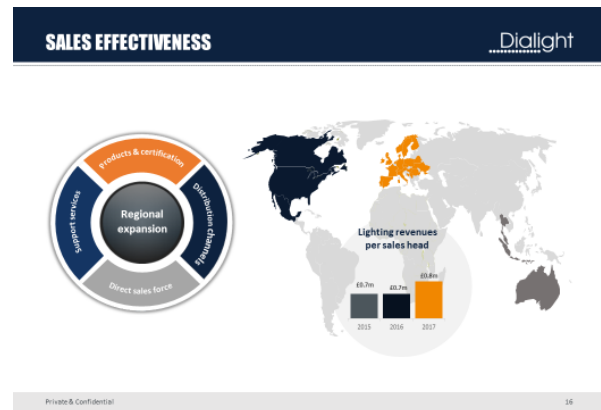 SALES EFFECTIVENESS
Dialight
products & certification
Support services
Regional
expansion
Distribution channels
Direct sales force
Lighting revenues
per sales head
£0.7m
£0.7m
£0.8m
2015
2016
2017
Private & Confidential
16